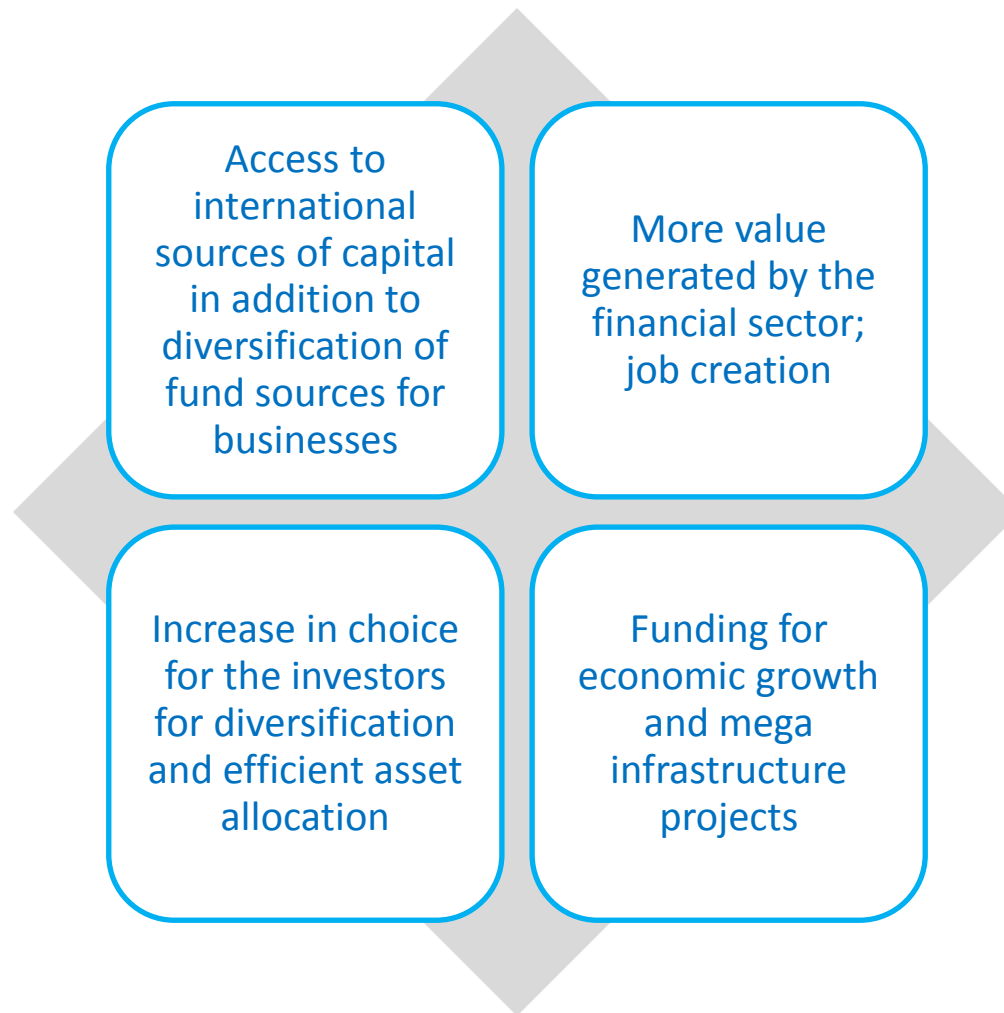 Access to
international
sources of capital
in addition to
diversification of
fund sources for
businesses
More value
generated by the
financial sector;
job creation
Increase in choice
for the investors
for diversification
and efficient asset
allocation
Funding for
economic growth
and mega
infrastructure
projects